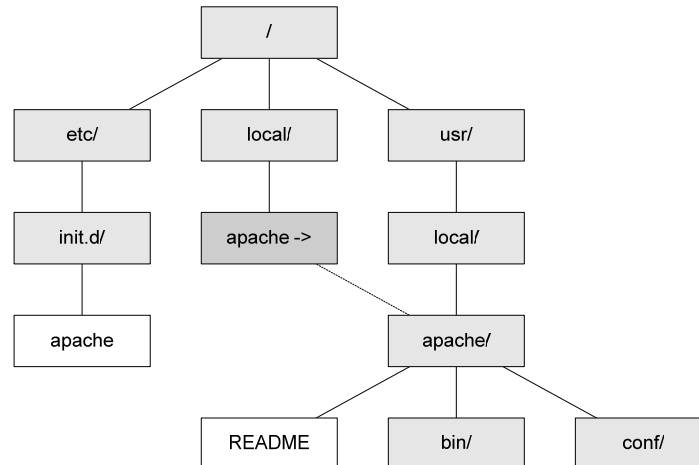 /
etc/ local/ usr/
init.d/ apache -> local/
apache apache/
README bin/ conf/